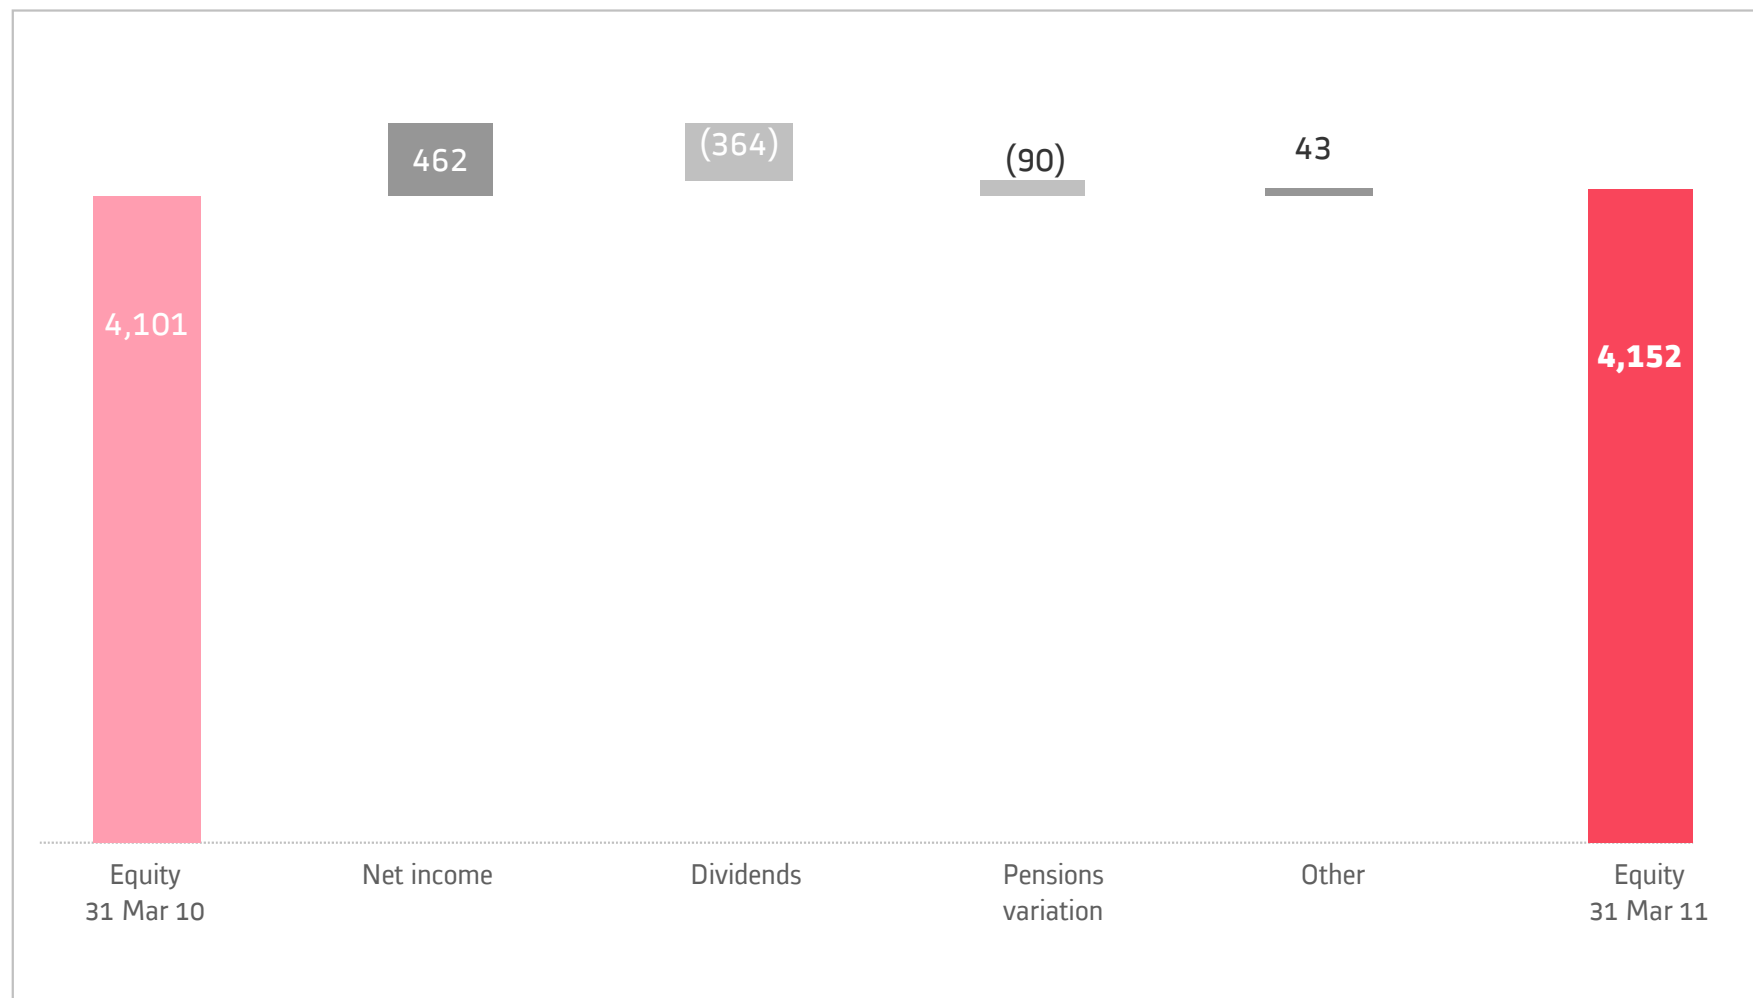 462
(364)
(90)
43
4,101
4,152
Equity
31 Mar 10
Net income
Dividends
Pensions
variation
Other
Equity
31 Mar 11